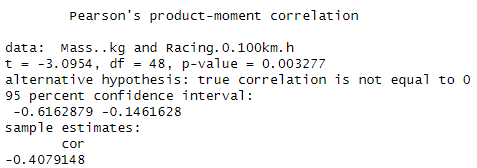 Pearson's product-moment correlation
data:  Mass..kg and Racing.0.100km.h
t = -3.0954, df = 48, p-value = 0.003277
alternative hypothesis: true correlation is not equal to 0
95 percent confidence interval:
-0.6162879 -0.1461628
sample estimates:
cor
-0.4079148